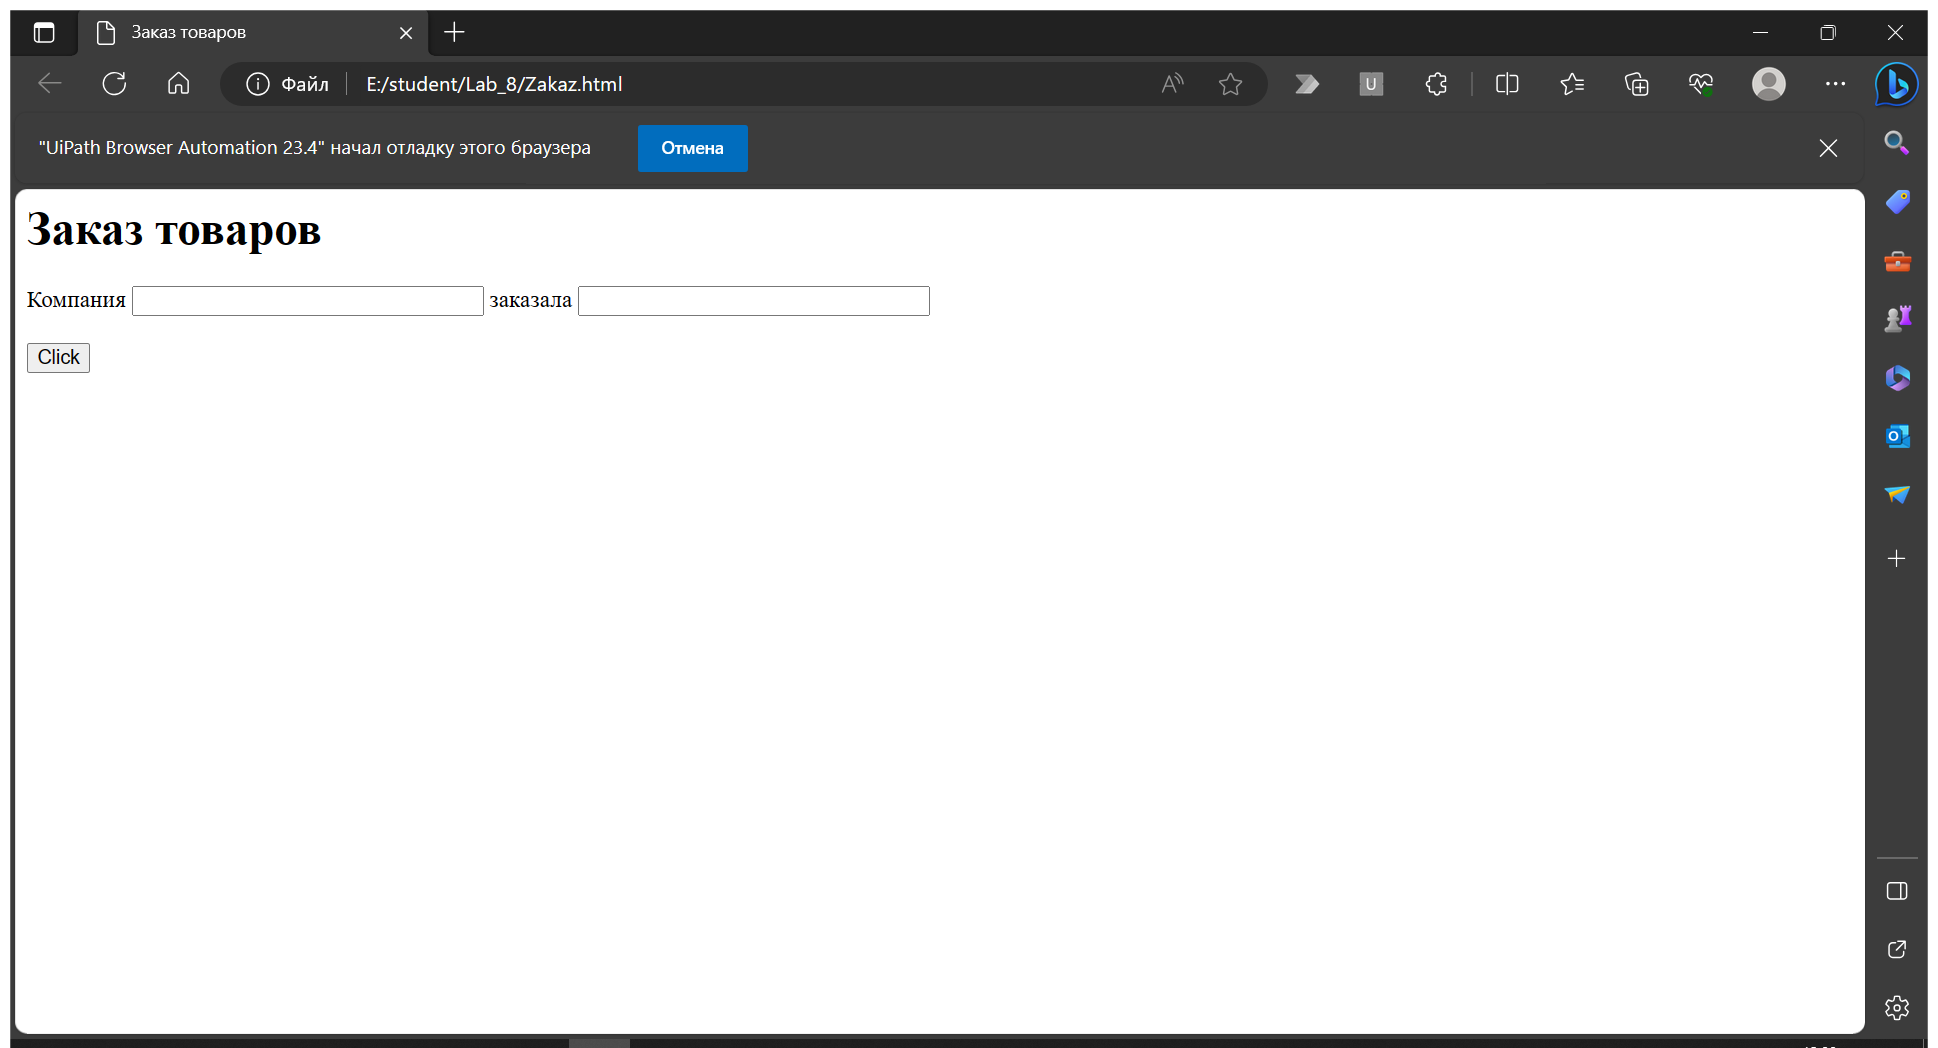 Заказ товаров
Файл E:/student/Lab_8/Zakaz.html
"UiPath Browser Automation 23.4" начал отладку этого браузера Отмена
Заказ товаров
Компания заказала
Click